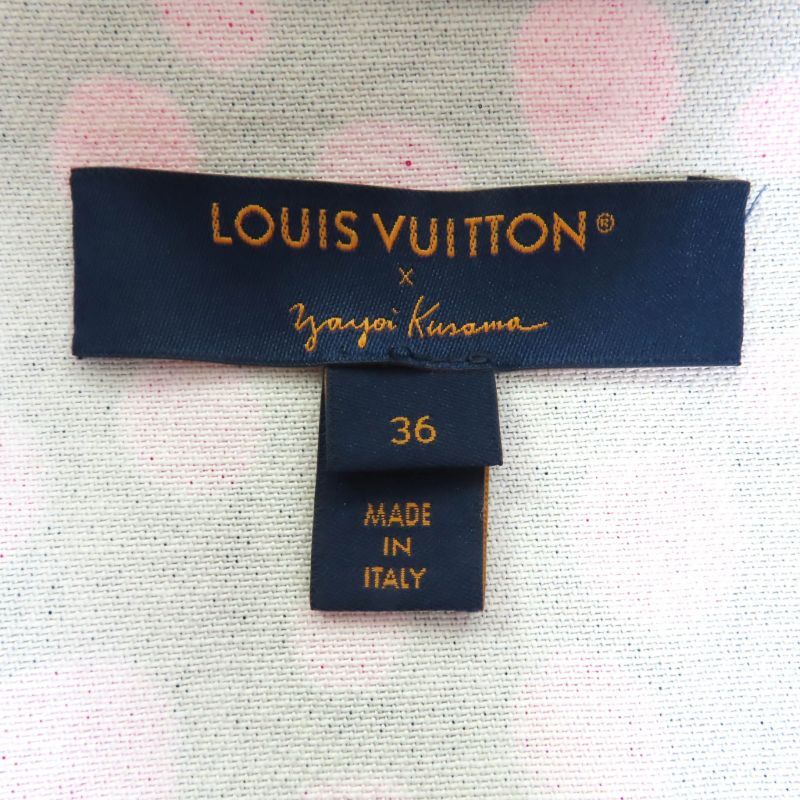 LOUIS VUITTON®
x
Yayoi Kusama
36
MADE
IN
ITALY